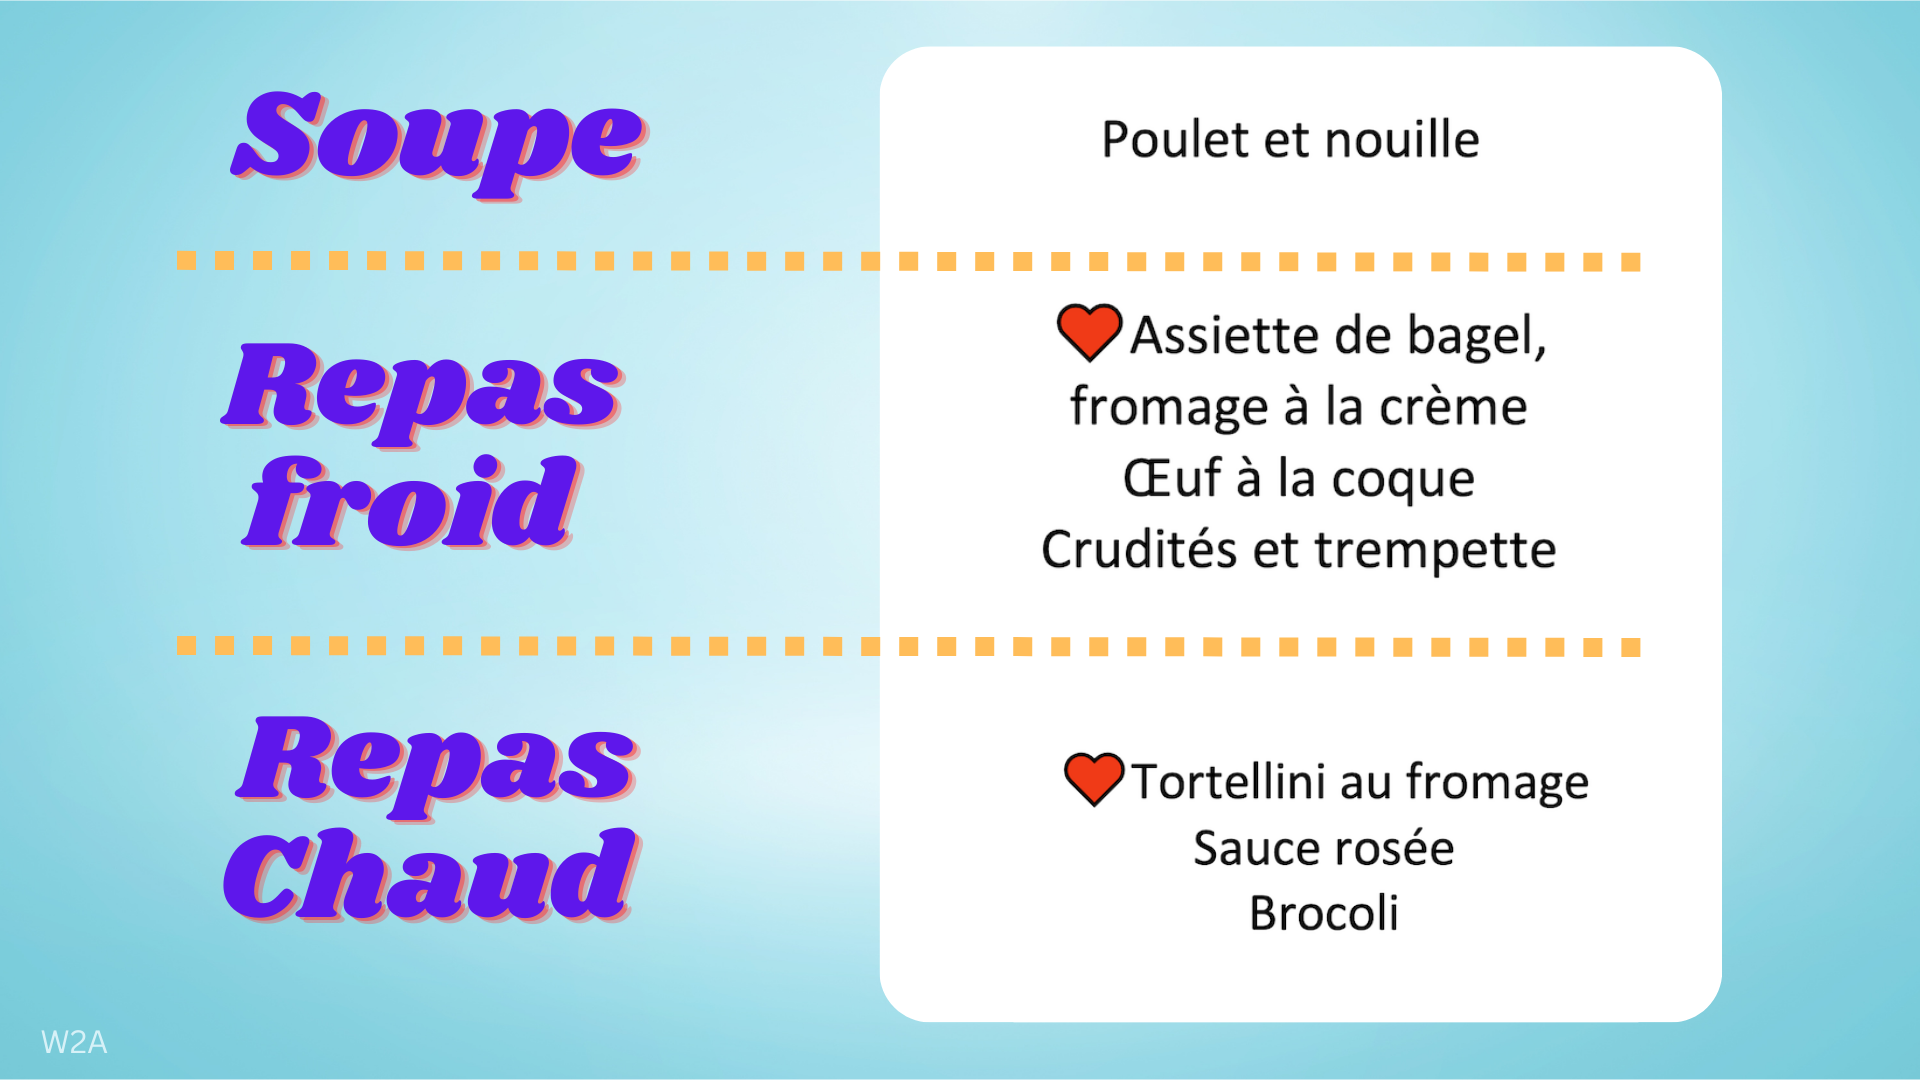 Soupe
Poulet et nouille
Repas
froid
Assiette de bagel,
fromage à la crème
Œuf à la coque
Crudités et trempette
Repas
Chaud
Tortellini au fromage
Sauce rosée
Brocoli
W2A